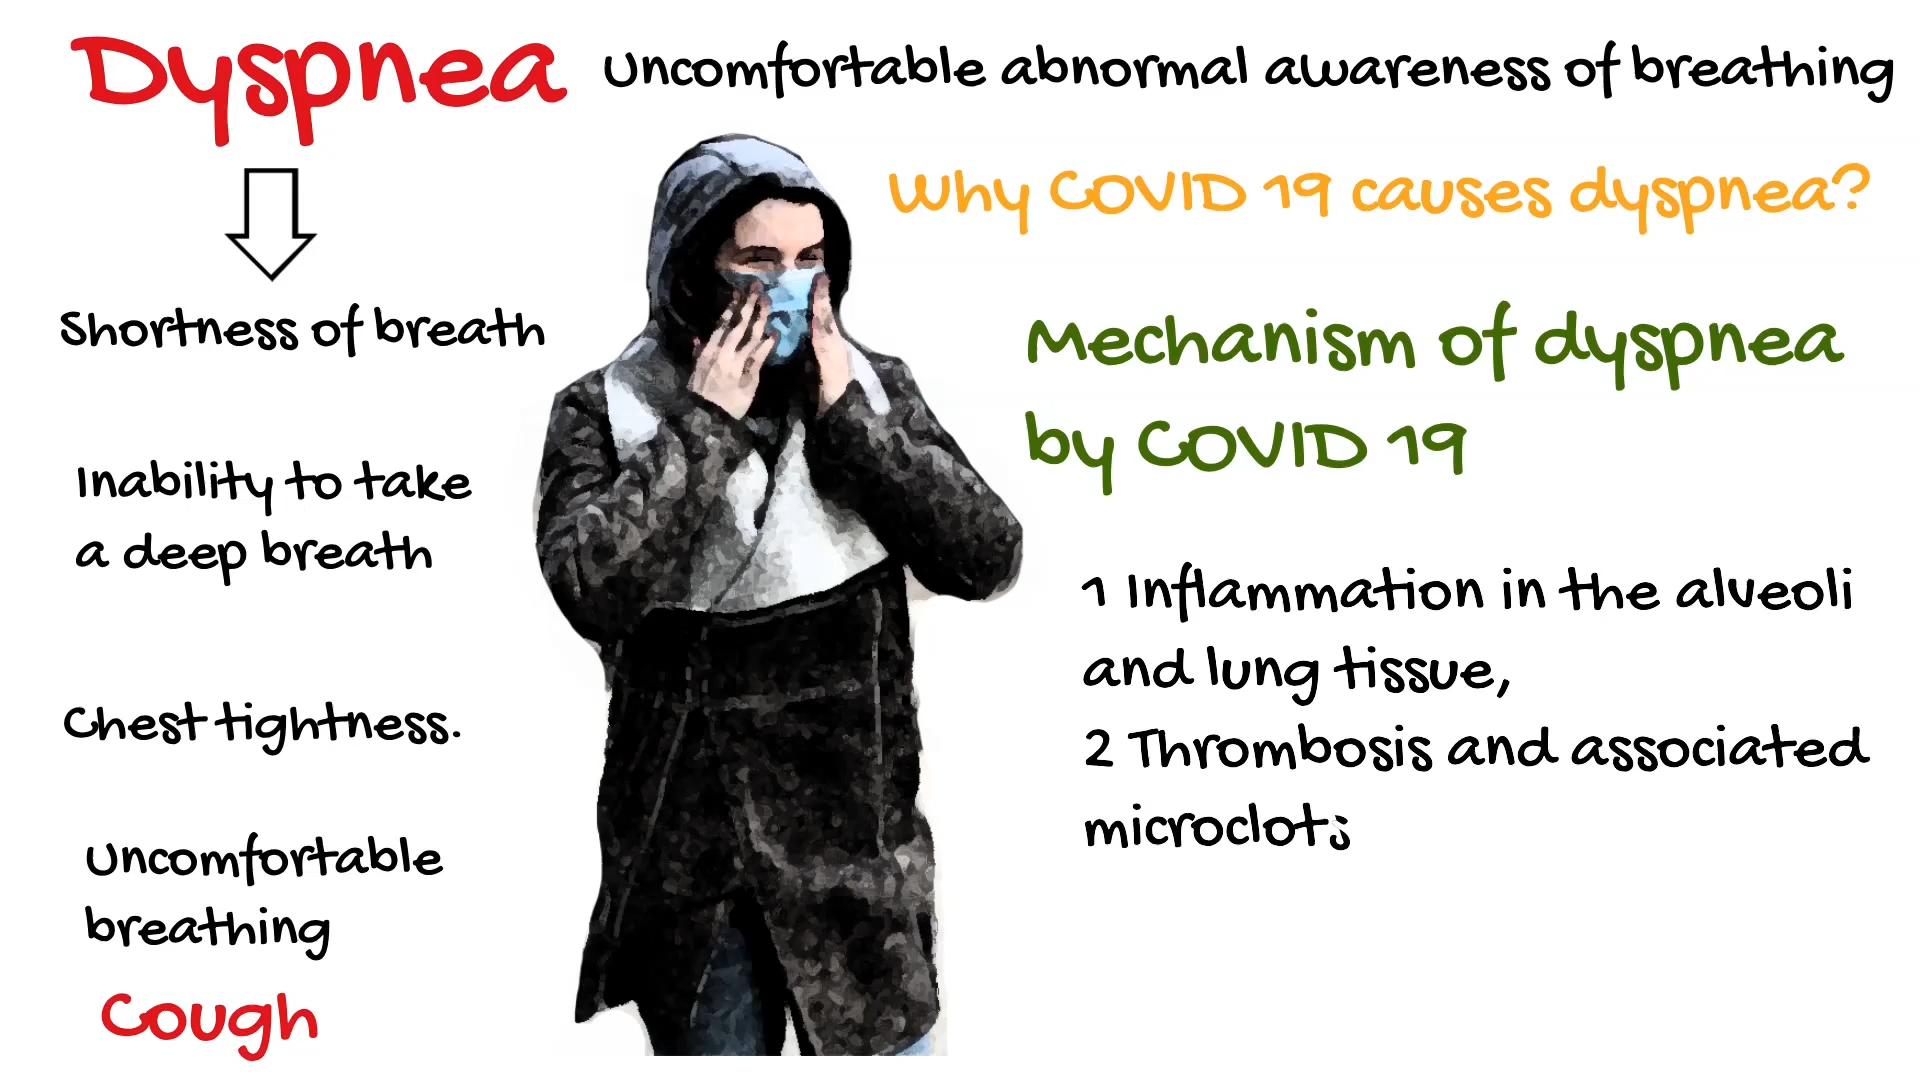 Dyspnea
Uncomfortable abnormal awareness of breathing
Shortness of breath
Inability to take
a deep breath
Chest tightness.
Uncomfortable
breathing
Cough
Why COVID 19 causes dyspnea?
Mechanism of dyspnea
by COVID 19
1 Inflammation in the alveoli
and lung tissue,
2 Thrombosis and associated
microclots